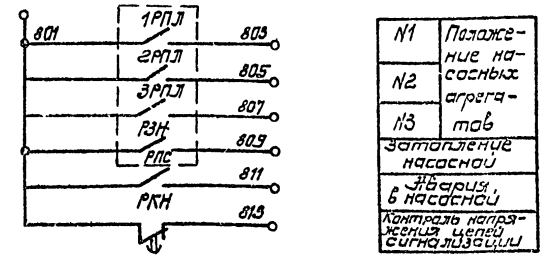 1РПЛ
801
803
2РПЛ
805
3РПЛ
807
РЗН
809
РПС
811
РКН
813
N1
N2
N3
Положе-
ние на-
сосных
агрега-
тов
Затопление
насосной
Авария
в насосной
Контроль напря-
жения цепей
сигнализации